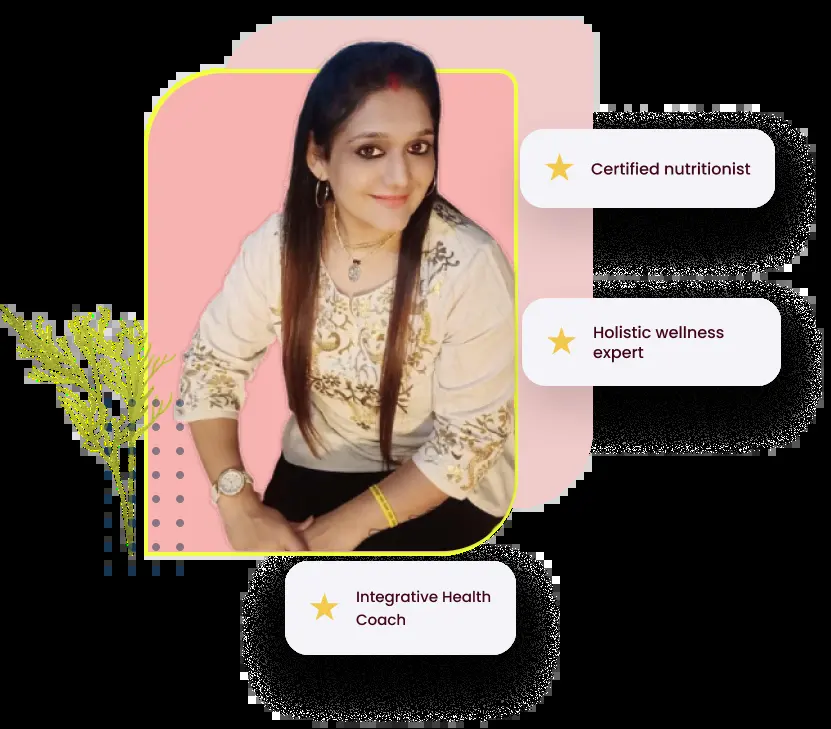 Certified nutritionist
Holistic wellness
expert
Integrative Health
Coach